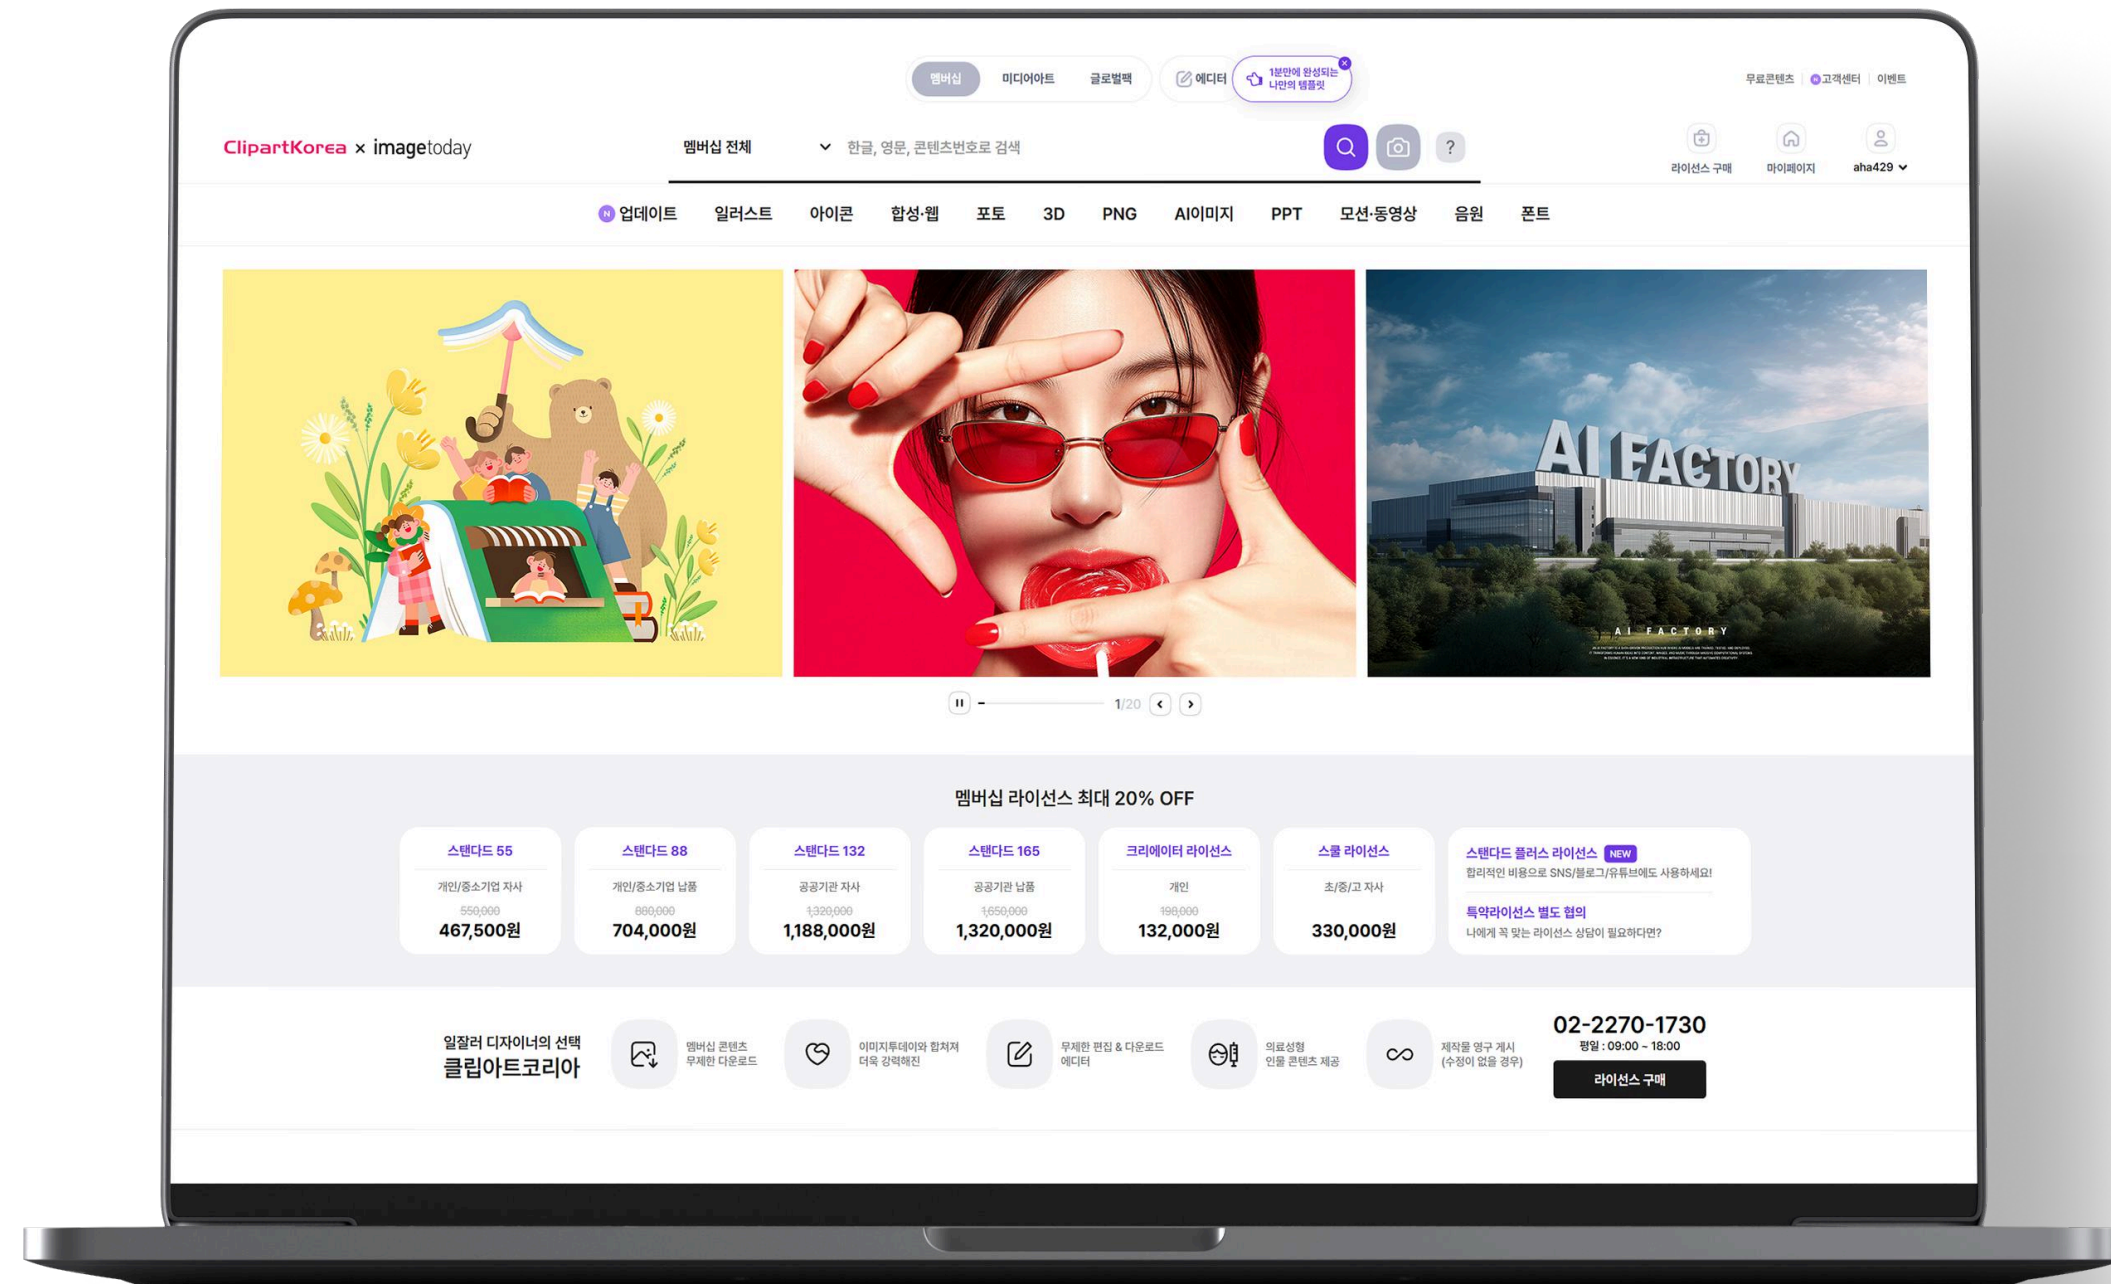 멤버십 미디어아트 글로벌팩 에디터
1분만에 완성되는
나만의 템플릿
무료콘텐츠 N 고객센터 이벤트
ClipartKorea × imagetoday
멤버십 전체 한글, 영문, 콘텐츠번호로 검색 ?
라이선스 구매 마이페이지 aha429
N 업데이트 일러스트 아이콘 합성·웹 포토 3D PNG AI이미지 PPT 모션·동영상 음원 폰트
AI FACTORY
AI FACTORY
1/20
멤버십 라이선스 최대 20% OFF
스탠다드 55
개인/중소기업 자사
550,000
467,500원
스탠다드 88
개인/중소기업 납품
880,000
704,000원
스탠다드 132
공공기관 자사
1,320,000
1,188,000원
스탠다드 165
공공기관 납품
1,650,000
1,320,000원
크리에이터 라이선스
개인
198,000
132,000원
스쿨 라이선스
초/중/고 자사
330,000원
스탠다드 플러스 라이선스 NEW
합리적인 비용으로 SNS/블로그/유튜브에도 사용하세요!
특약라이선스 별도 협의
나에게 꼭 맞는 라이선스 상담이 필요하다면?
일잘러 디자이너의 선택
클립아트코리아
멤버십 콘텐츠
무제한 다운로드
이미지투데이와 합쳐져
더욱 강력해진
무제한 편집 & 다운로드
에디터
의료성형
인물 콘텐츠 제공
제작물 영구 게시
(수정이 없을 경우)
02-2270-1730
평일 : 09:00 ~ 18:00
라이선스 구매